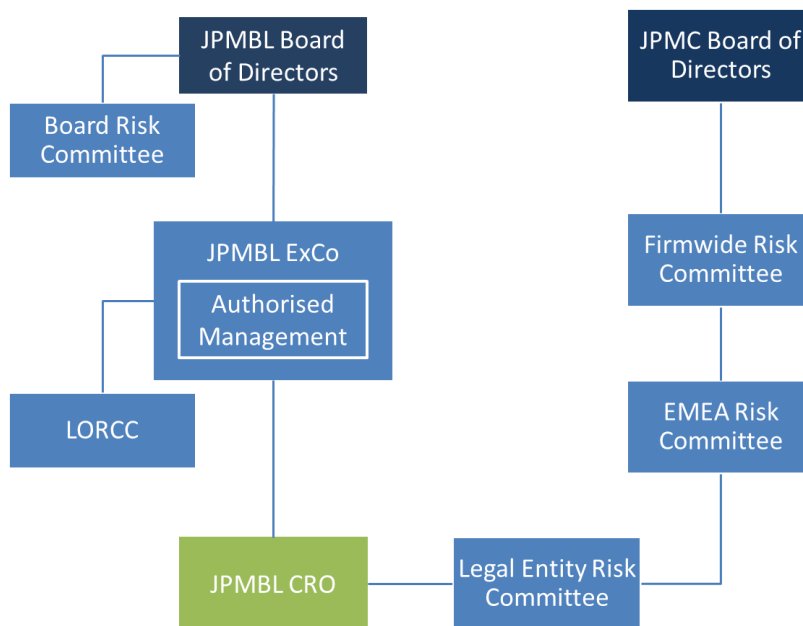 JPMBL Board
of Directors
JPMC Board of
Directors
Board Risk
Committee
JPMBL ExCo
Authorised
Management
Firmwide Risk
Committee
LORCC
EMEA Risk
Committee
JPMBL CRO
Legal Entity Risk
Committee